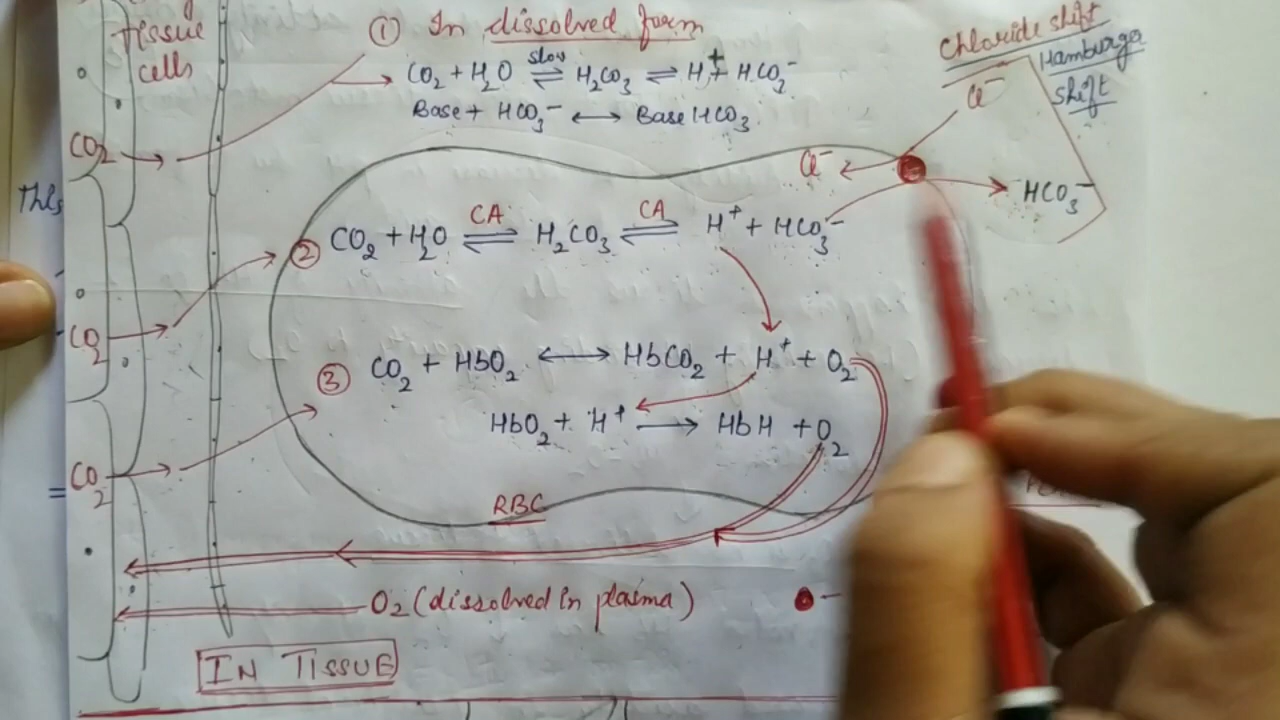 tissue
cells
① In dissolved form
CO₂ + H₂O ⇌ slow H₂CO₃ ⇌ H⁺ + HCO₃⁻
Base + HCO₃⁻ ⟷ Base HCO₃
Chloride shift
Hamburger
shift
Cl⁻
CO₂
Cl⁻
HCO₃⁻
② CO₂ + H₂O ⇌ CA H₂CO₃ ⇌ CA H⁺ + HCO₃⁻
CO₂
③ CO₂ + HbO₂ ⟷ HbCO₂ + H⁺ + O₂
HbO₂ + H⁺ ⟶ HbH + O₂
CO₂
RBC
O₂ (dissolved in plasma)
IN TISSUE